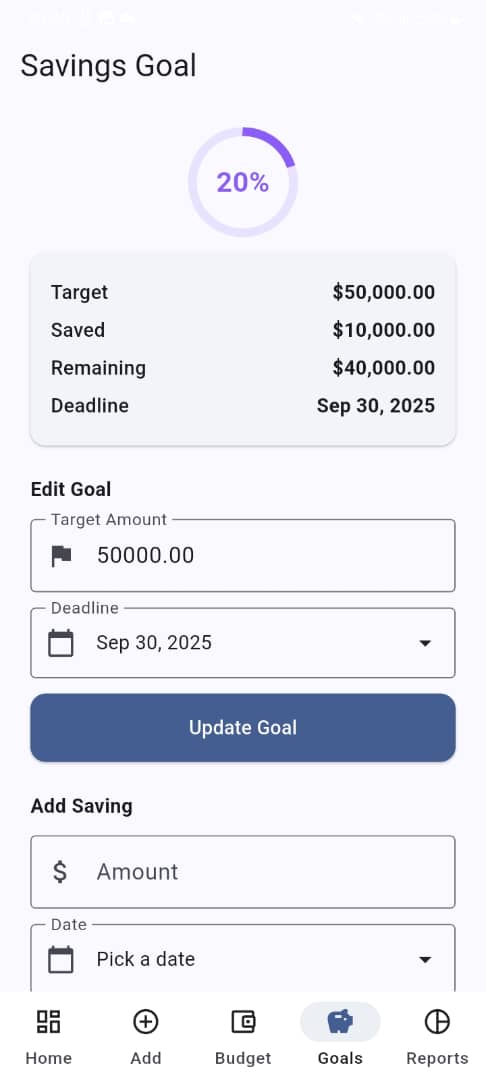 Savings Goal
20%
Target $50,000.00
Saved $10,000.00
Remaining $40,000.00
Deadline Sep 30, 2025
Edit Goal
Target Amount
50000.00
Deadline
Sep 30, 2025
Update Goal
Add Saving
$ Amount
Date
Pick a date
Home Add Budget Goals Reports